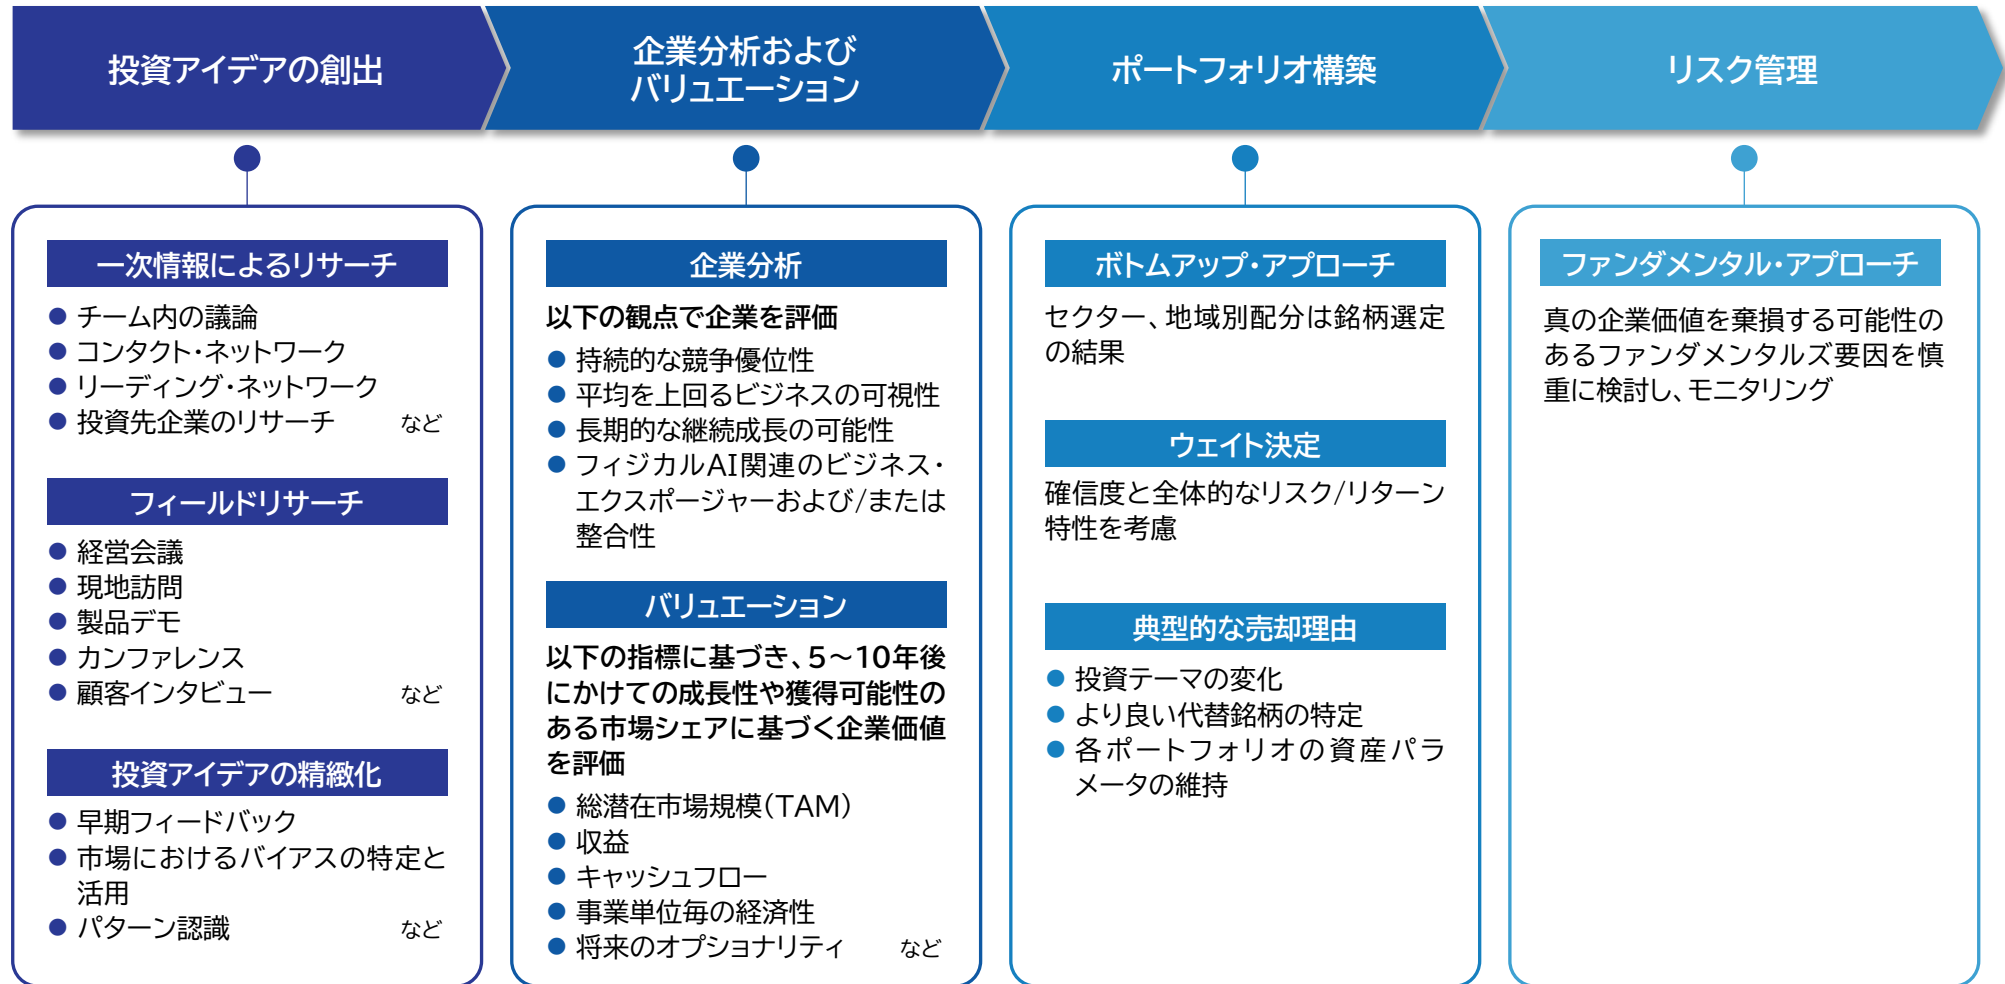 投資アイデアの創出
企業分析および
バリュエーション
ポートフォリオ構築
リスク管理
一次情報によるリサーチ
● チーム内の議論
● コンタクト・ネットワーク
● リーディング・ネットワーク
● 投資先企業のリサーチ など
フィールドリサーチ
● 経営会議
● 現地訪問
● 製品デモ
● カンファレンス
● 顧客インタビュー など
投資アイデアの精緻化
● 早期フィードバック
● 市場におけるバイアスの特定と
活用
● パターン認識 など
企業分析
以下の観点で企業を評価
● 持続的な競争優位性
● 平均を上回るビジネスの可視性
● 長期的な継続成長の可能性
● フィジカルAI関連のビジネス・
エクスポージャーおよび/または
整合性
バリュエーション
以下の指標に基づき、5～10年後
にかけての成長性や獲得可能性の
ある市場シェアに基づく企業価値
を評価
● 総潜在市場規模（TAM）
● 収益
● キャッシュフロー
● 事業単位毎の経済性
● 将来のオプショナリティ など
ボトムアップ・アプローチ
セクター、地域別配分は銘柄選定
の結果
ウェイト決定
確信度と全体的なリスク/リターン
特性を考慮
典型的な売却理由
● 投資テーマの変化
● より良い代替銘柄の特定
● 各ポートフォリオの資産パラ
メータの維持
ファンダメンタル・アプローチ
真の企業価値を棄損する可能性の
あるファンダメンタルズ要因を慎
重に検討し、モニタリング